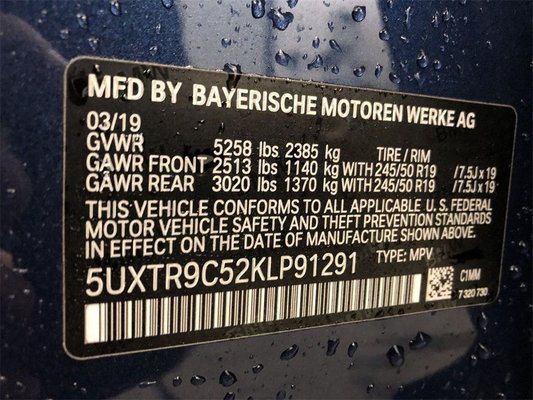 MFD BY BAYERISCHE MOTOREN WERKE AG
03/19
GVWR 5258 lbs 2385 kg TIRE / RIM
GAWR FRONT 2513 lbs 1140 kg WITH 245/50 R19 /7.5J x 19
GAWR REAR 3020 lbs 1370 kg WITH 245/50 R19 /7.5J x 19
THIS VEHICLE CONFORMS TO ALL APPLICABLE U. S. FEDERAL
MOTOR VEHICLE SAFETY AND THEFT PREVENTION STANDARDS
IN EFFECT ON THE DATE OF MANUFACTURE SHOWN ABOVE.
5UXTR9C52KLP91291 TYPE: MPV
C1MM
7 320 730